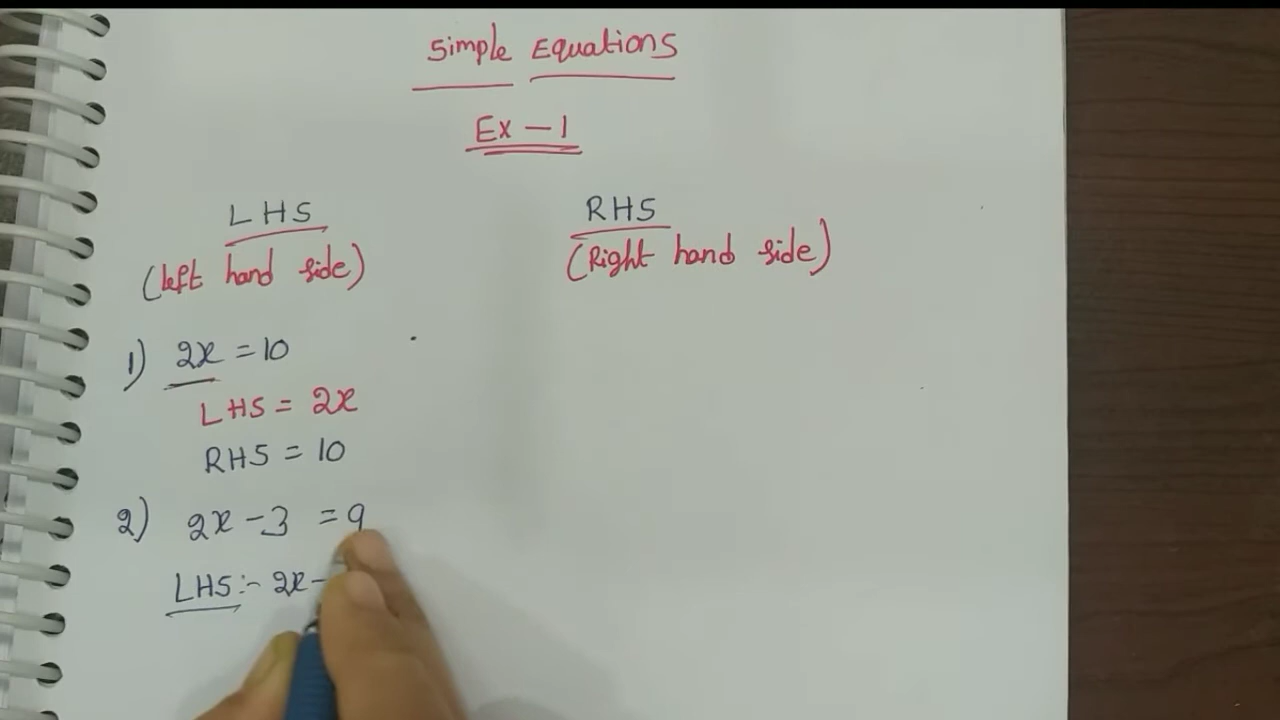 Simple Equations
Ex - 1
LHS
(left hand side)
RHS
(Right hand side)
1) 2x = 10
LHS = 2x
RHS = 10
2) 2x - 3 = 9
LHS :- 2x -